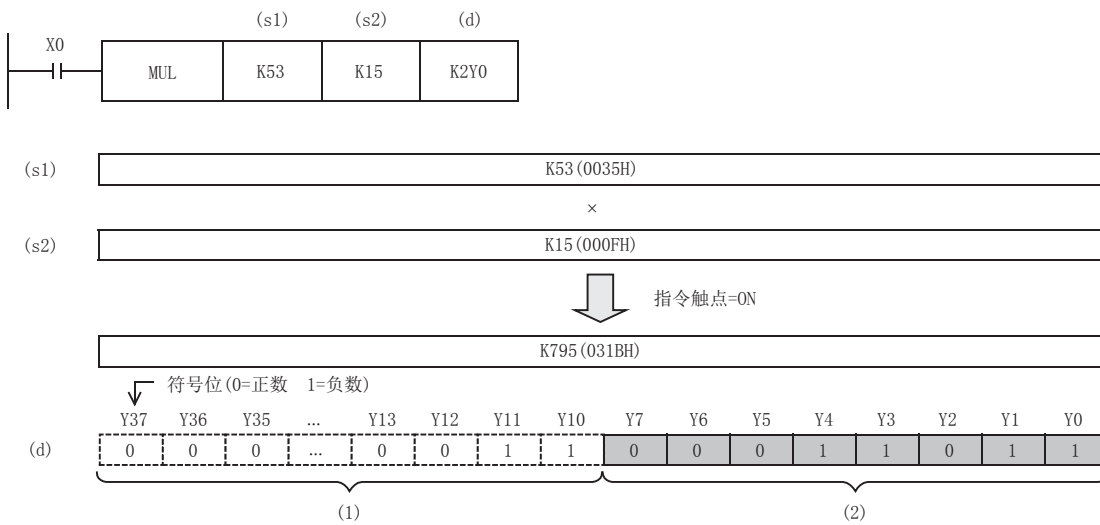 (s1) (s2) (d)
X0
MUL K53 K15 K2Y0
(s1) K53(0035H)
×
(s2) K15(000FH)
指令触点=ON
K795(031BH)
符号位(0=正数 1=负数)
Y37 Y36 Y35 ... Y13 Y12 Y11 Y10 Y7 Y6 Y5 Y4 Y3 Y2 Y1 Y0
(d) 0 0 0 ... 0 0 1 1 0 0 0 1 1 0 1 1
(1) (2)